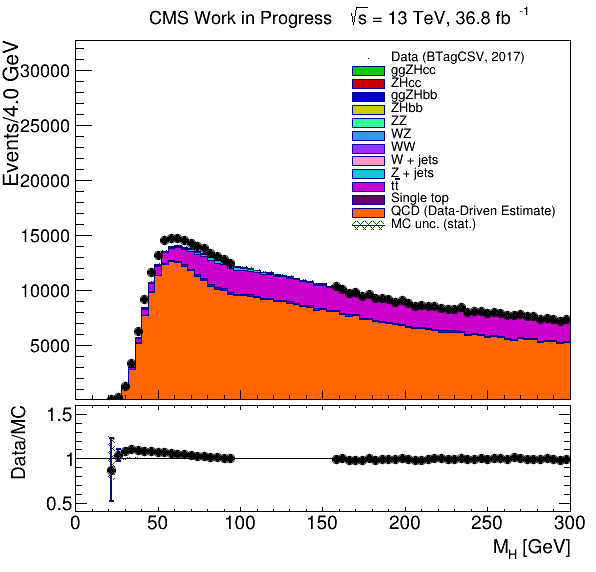 CMS Work in Progress √s = 13 TeV, 36.8 fb -1
Events/4.0 GeV
30000
25000
20000
15000
10000
5000
Data (BTagCSV, 2017)
ggZHcc
ZHcc
ggZHbb
ZHbb
ZZ
WZ
WW
W + jets
Z + jets
tt̅
Single top
QCD (Data-Driven Estimate)
MC unc. (stat.)
Data/MC
1.5
1
0.5
0 50 100 150 200 250 300
M_H [GeV]